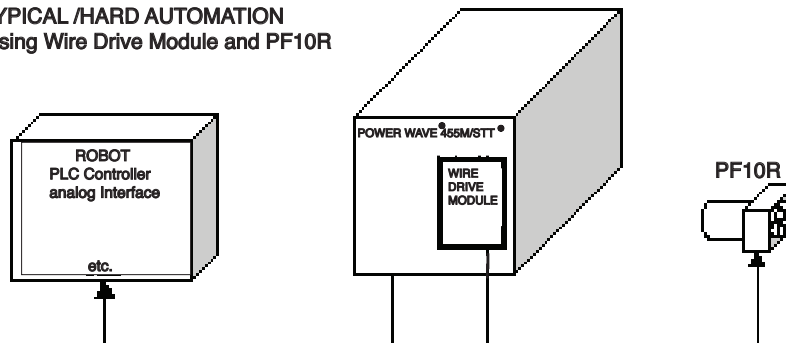 YPICAL /HARD AUTOMATION
sing Wire Drive Module and PF10R
ROBOT
PLC Controller
analog Interface
etc.
POWER WAVE® 455M/STT®
WIRE
DRIVE
MODULE
PF10R